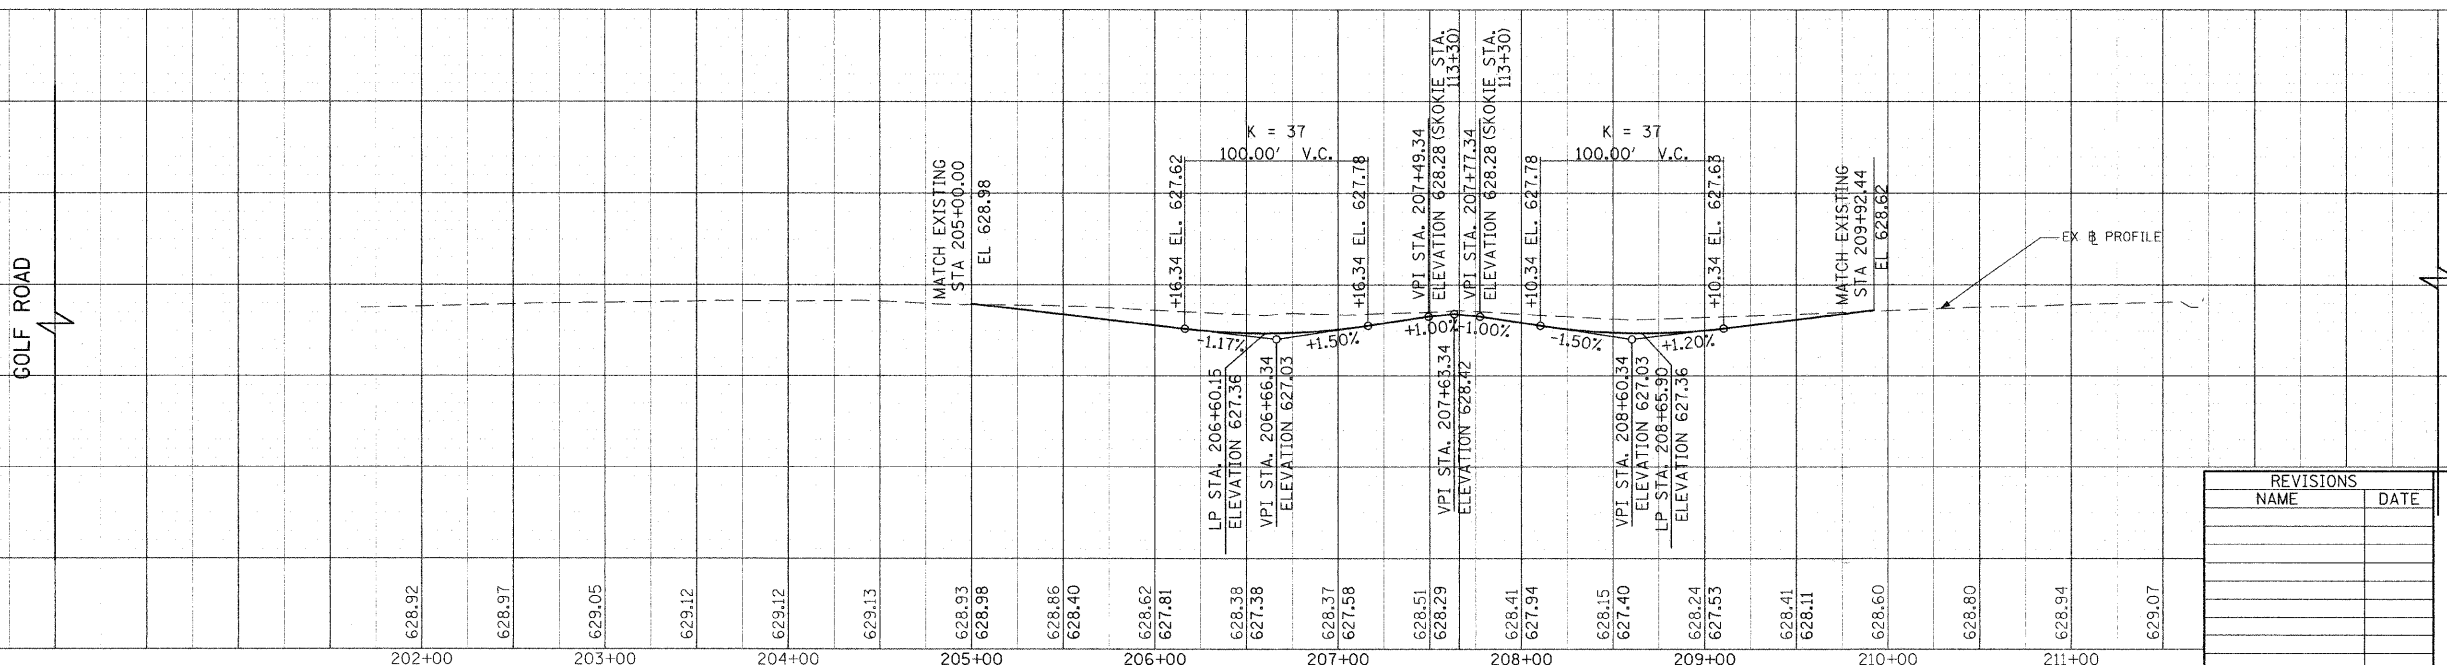 GOLF ROAD
MATCH EXISTING
STA 205+00.00
EL 628.98
+16.34 EL. 627.62
K = 37
100.00' V.C.
+16.34 EL. 627.78
VPI STA. 207+49.34
ELEVATION 628.28 (SKOKIE STA.
113+30)
VPI STA. 207+77.34
ELEVATION 628.28 (SKOKIE STA.
113+30)
+10.34 EL. 627.78
K = 37
100.00' V.C.
+10.34 EL. 627.63
MATCH EXISTING
STA 209+92.44
EL 628.62
EX B PROFILE
-1.17%
+1.50%
+1.00%
-1.00%
-1.50%
+1.20%
LP STA. 206+60.15
ELEVATION 627.36
VPI STA. 206+66.34
ELEVATION 627.03
VPI STA. 207+63.34
ELEVATION 628.42
VPI STA. 208+60.34
ELEVATION 627.03
LP STA. 208+65.90
ELEVATION 627.36
REVISIONS
NAME DATE
628.92
628.97
629.05
629.12
629.12
629.13
628.93
628.98
628.86
628.40
628.62
627.81
628.38
627.38
628.37
627.58
628.51
628.29
628.41
627.94
628.15
627.40
628.24
627.53
628.41
628.11
628.60
628.80
628.94
629.07
202+00 203+00 204+00 205+00 206+00 207+00 208+00 209+00 210+00 211+00